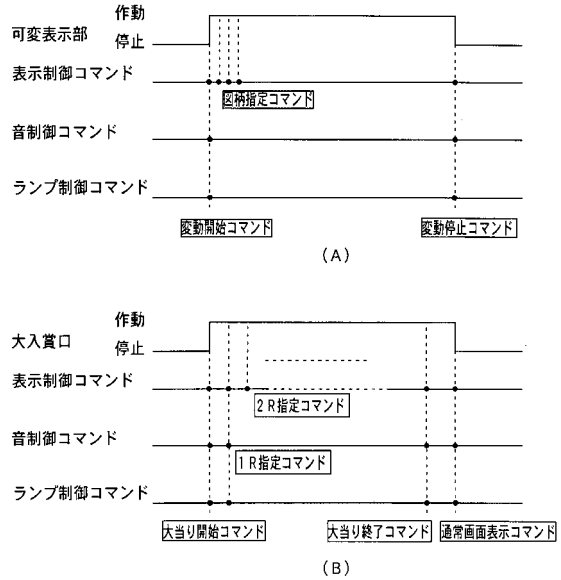 作動
可変表示部
停止
表示制御コマンド
図柄指定コマンド
音制御コマンド
ランプ制御コマンド
変動開始コマンド
変動停止コマンド
(A)
作動
大入賞口
停止
表示制御コマンド
2R指定コマンド
音制御コマンド
1R指定コマンド
ランプ制御コマンド
大当り開始コマンド 大当り終了コマンド 通常画面表示コマンド
(B)